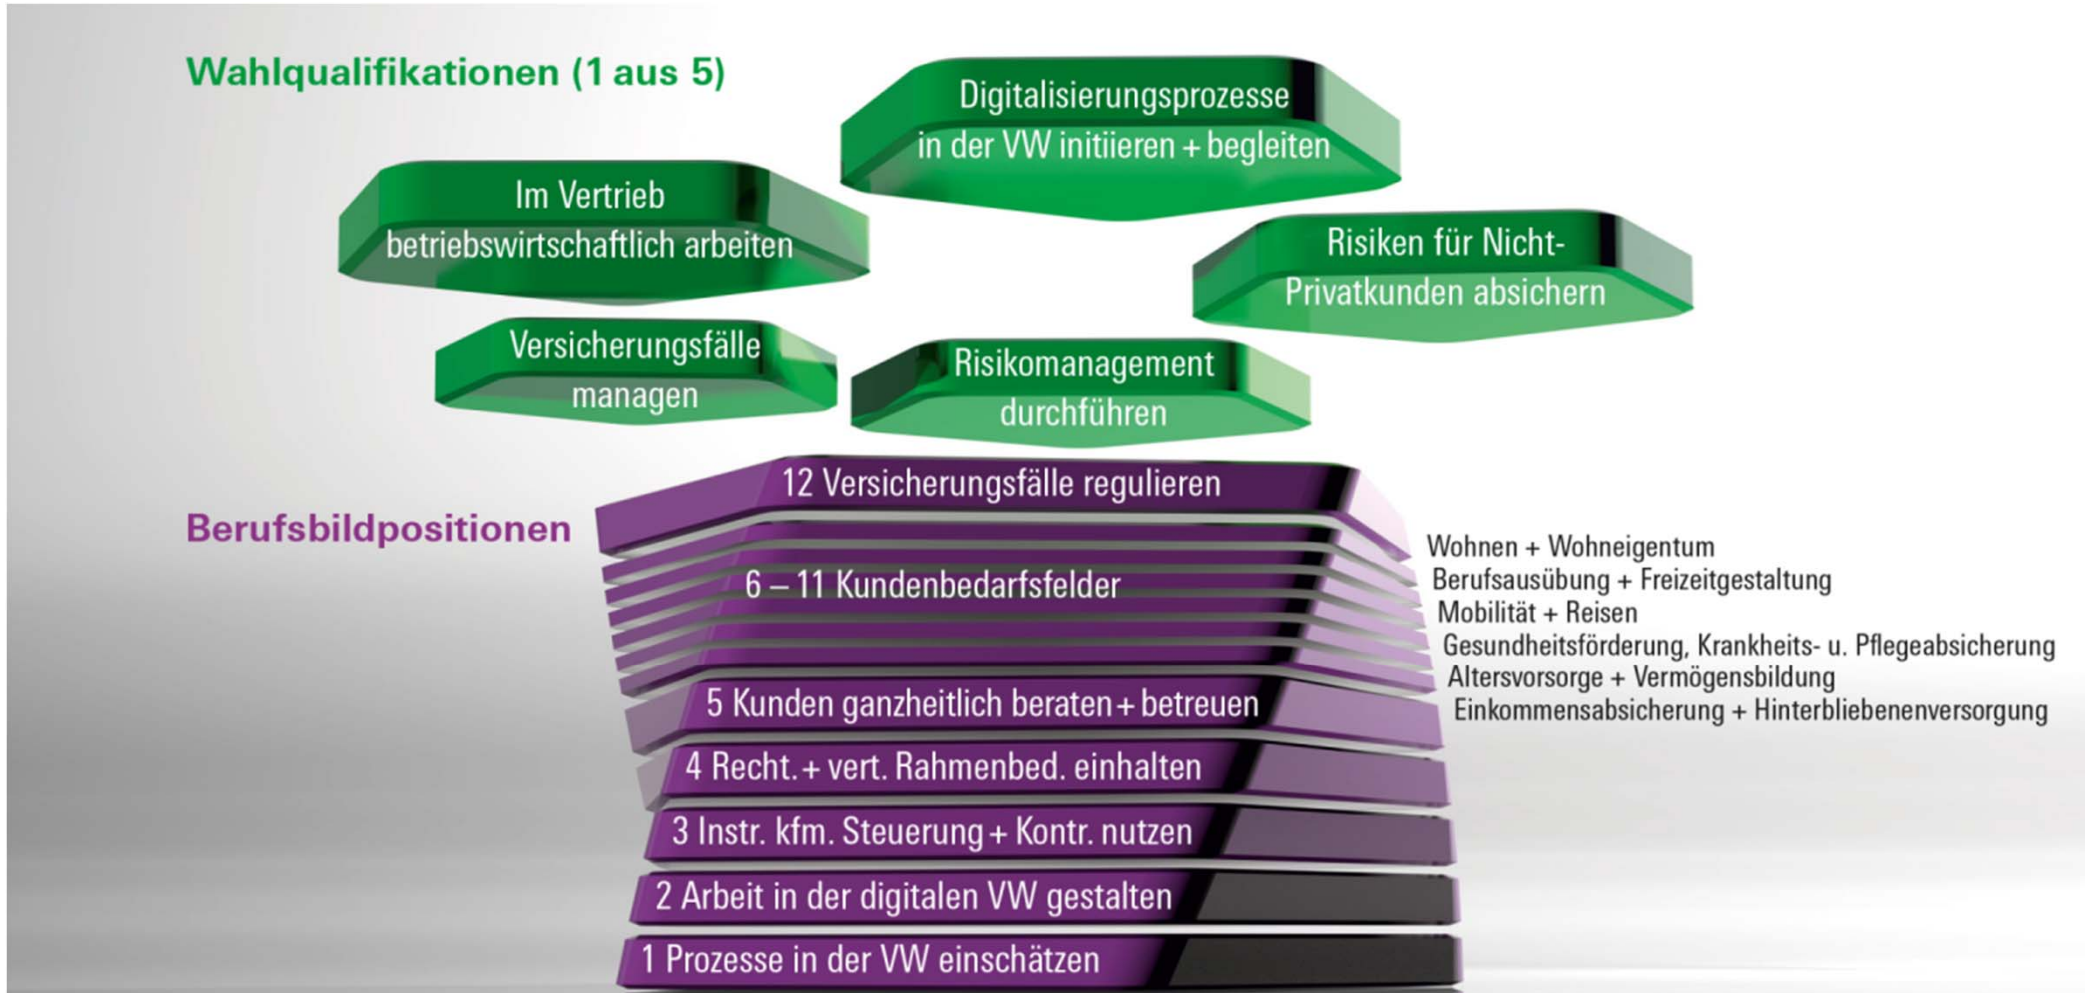 Wahlqualifikationen (1 aus 5)
Digitalisierungsprozesse
in der VW initiieren + begleiten
Im Vertrieb
betriebswirtschaftlich arbeiten
Risiken für Nicht-
Privatkunden absichern
Versicherungsfälle
managen
Risikomanagement
durchführen
Berufsbildpositionen
12 Versicherungsfälle regulieren
6 – 11 Kundenbedarfsfelder
Wohnen + Wohneigentum
Berufsausübung + Freizeitgestaltung
Mobilität + Reisen
Gesundheitsförderung, Krankheits- u. Pflegeabsicherung
Altersvorsorge + Vermögensbildung
Einkommensabsicherung + Hinterbliebenenversorgung
5 Kunden ganzheitlich beraten + betreuen
4 Recht. + vert. Rahmenbed. einhalten
3 Instr. kfm. Steuerung + Kontr. nutzen
2 Arbeit in der digitalen VW gestalten
1 Prozesse in der VW einschätzen